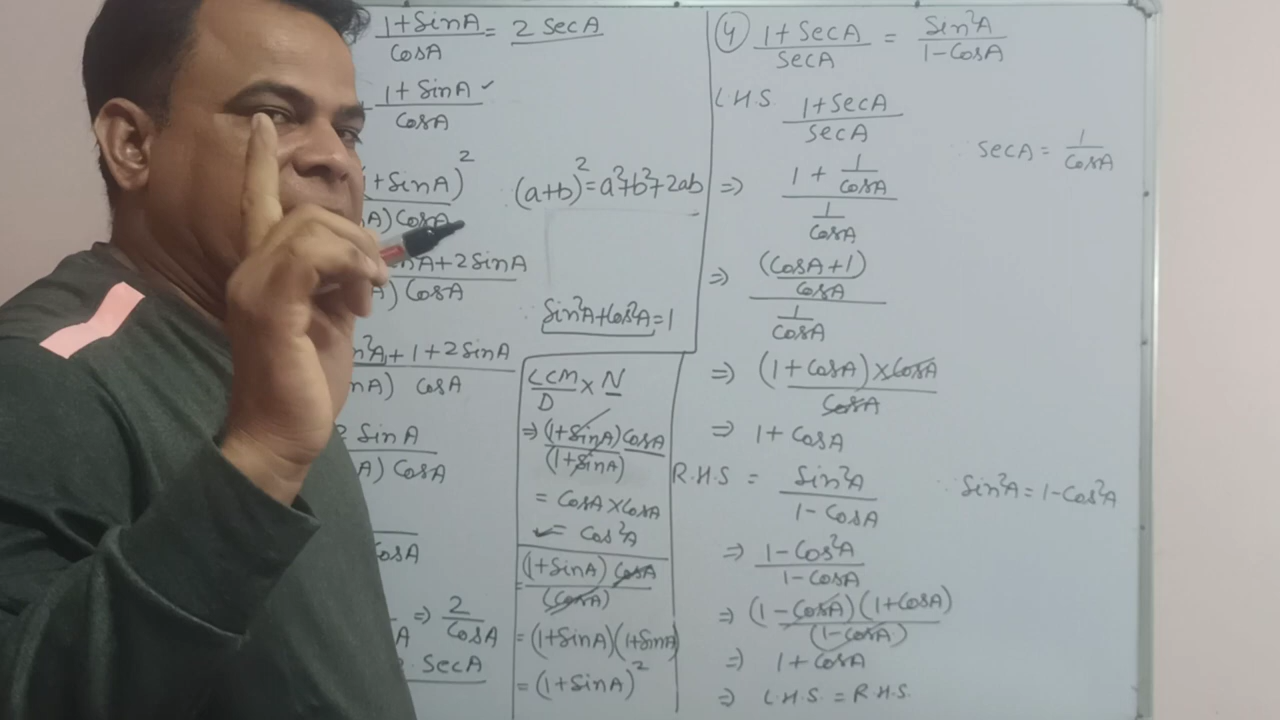 1+SinA/CosA = 2 SecA
1+SinA/CosA ✓
1+SinA)²/A)CosA
A+2SinA/A) CosA
n²A+1+2SinA/nA) CosA
SinA/A) CosA
CosA
⇒ 2/CosA
SecA
(a+b)² = a²+b²+2ab
∵ Sin²A+Cos²A=1
LCM/D × N
⇒ (1+SinA)CosA/(1+SinA)
= CosA×CosA
✓= Cos²A
= (1+SinA) CosA/(CosA)
= (1+SinA)(1+SinA)
= (1+SinA)²
④ 1+SecA/SecA = Sin²A/1-CosA
L.H.S. 1+SecA/SecA
∵ SecA = 1/CosA
⇒ 1 + 1/CosA / 1/CosA
⇒ (CosA+1)/CosA / 1/CosA
⇒ (1+CosA)×CosA/CosA
⇒ 1+CosA
R.H.S = Sin²A/1-CosA
∵ Sin²A = 1-Cos²A
⇒ 1-Cos²A/1-CosA
⇒ (1-CosA)(1+CosA)/(1-CosA)
⇒ 1+CosA
⇒ L.H.S. = R.H.S.